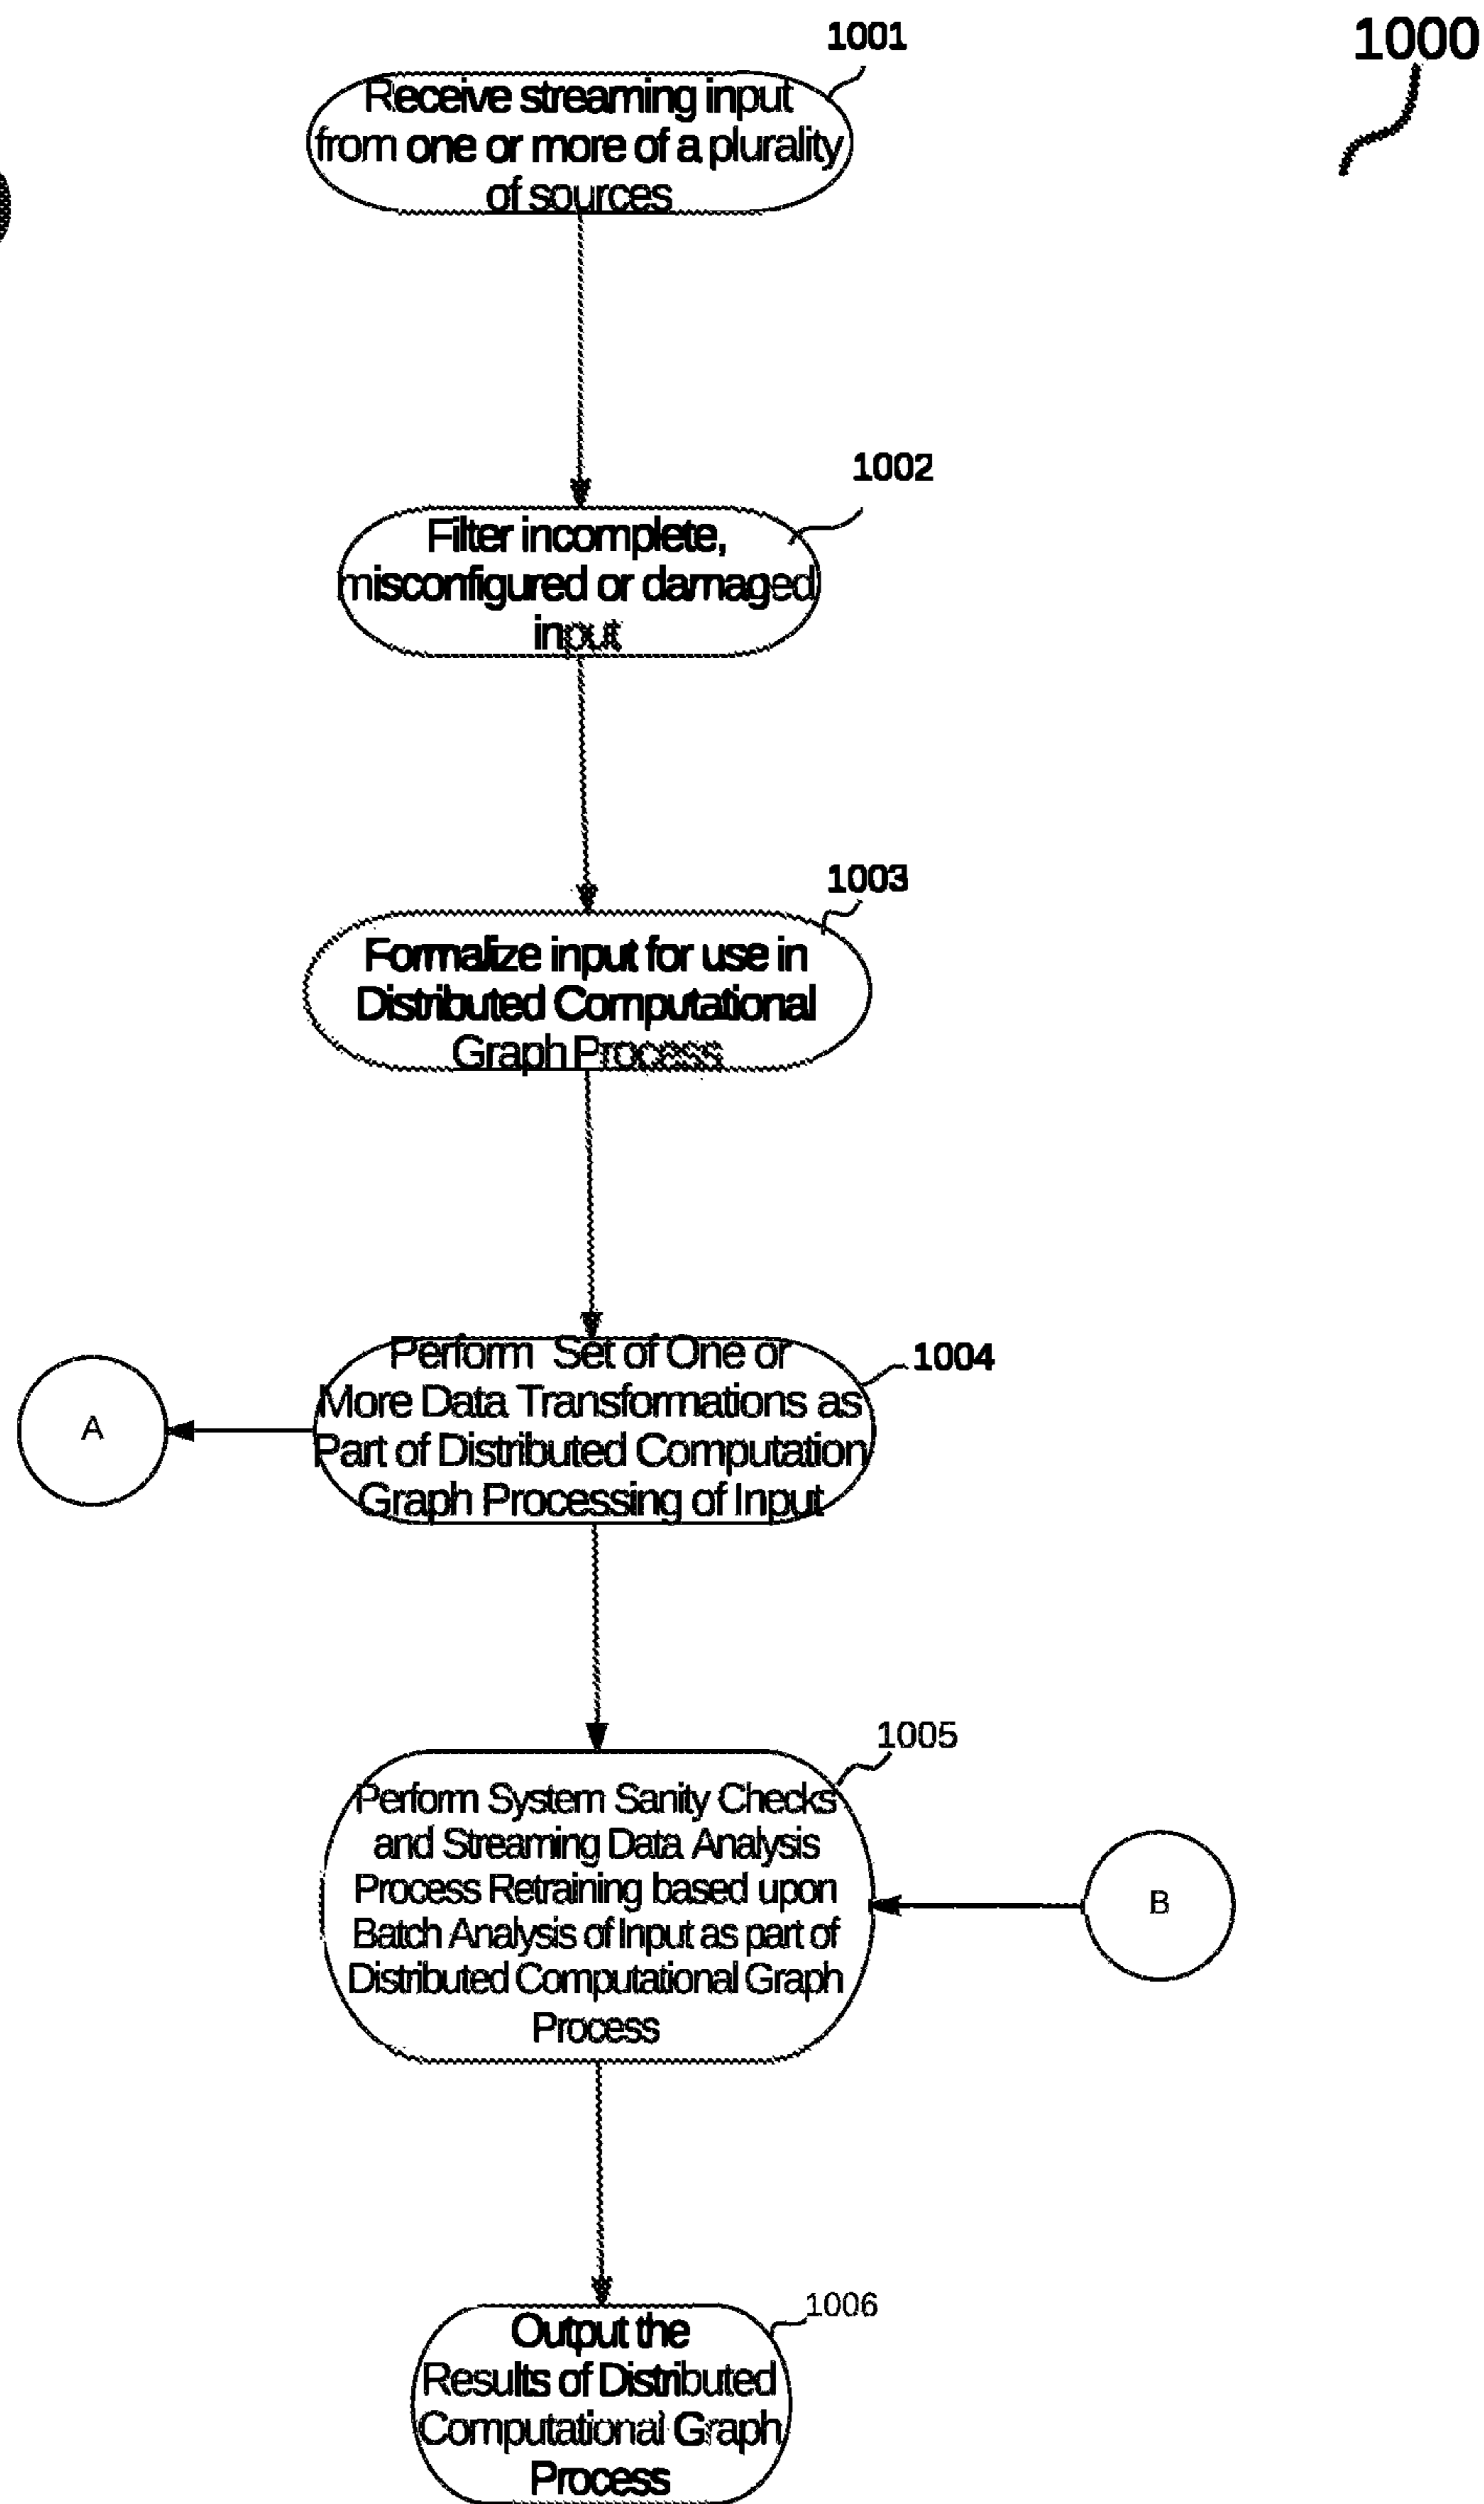 1000
1001
Receive streaming input
from one or more of a plurality
of sources
1002
Filter incomplete,
misconfigured or damaged
input
1003
Formalize input for use in
Distributed Computational
Graph Process
1004
Perform Set of One or
More Data Transformations as
Part of Distributed Computation
Graph Processing of Input
A
1005
Perform System Sanity Checks
and Streaming Data Analysis
Process Retraining based upon
Batch Analysis of Input as part of
Distributed Computational Graph
Process
B
1006
Output the
Results of Distributed
Computational Graph
Process